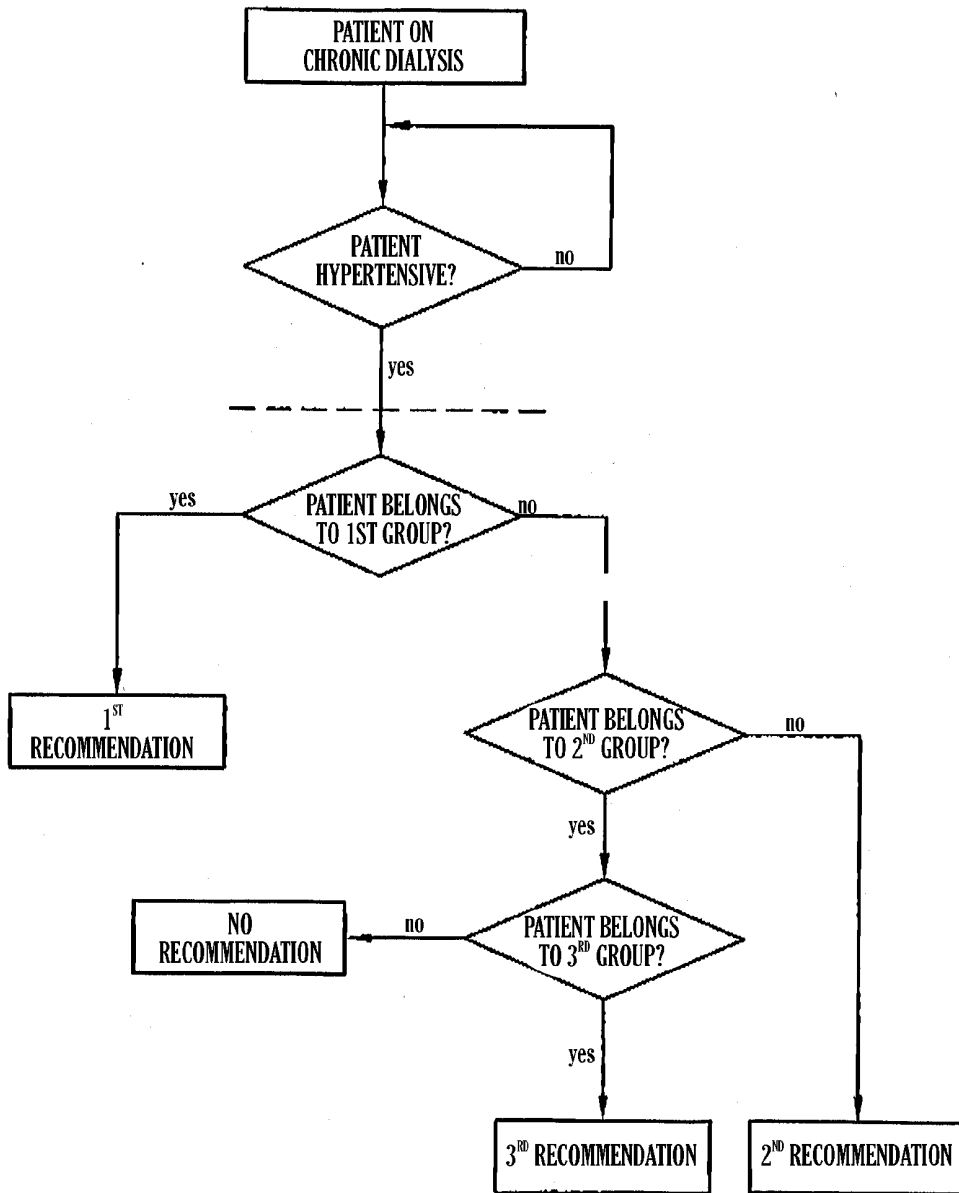 PATIENT ON
CHRONIC DIALYSIS
PATIENT
HYPERTENSIVE?
no
yes
yes
PATIENT BELONGS
TO 1ST GROUP?
no
1ST
RECOMMENDATION
PATIENT BELONGS
TO 2ND GROUP?
no
yes
NO
RECOMMENDATION
no
PATIENT BELONGS
TO 3RD GROUP?
yes
3RD RECOMMENDATION
2ND RECOMMENDATION